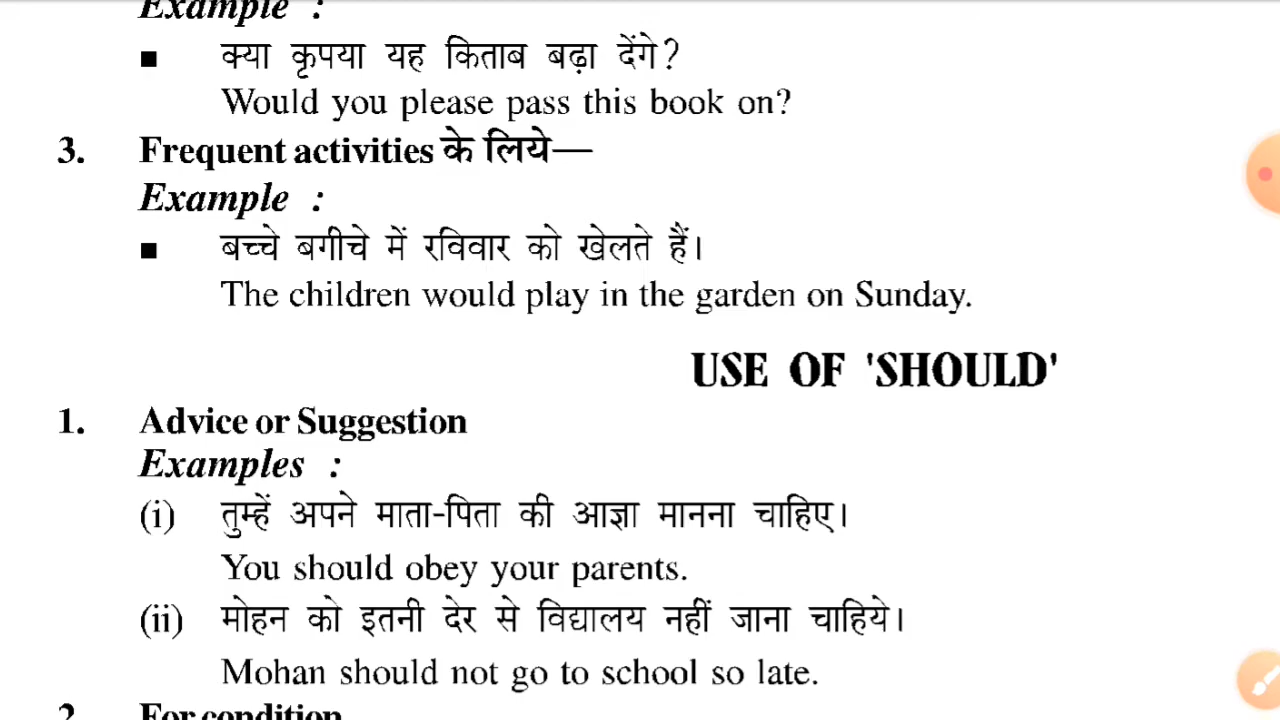 Example :
■ क्या कृपया यह किताब बढ़ा देंगे?
Would you please pass this book on?
3. Frequent activities के लिये—
Example :
■ बच्चे बगीचे में रविवार को खेलते हैं।
The children would play in the garden on Sunday.
USE OF 'SHOULD'
1. Advice or Suggestion
Examples :
(i) तुम्हें अपने माता-पिता की आज्ञा मानना चाहिए।
You should obey your parents.
(ii) मोहन को इतनी देर से विद्यालय नहीं जाना चाहिये।
Mohan should not go to school so late.
2. For condition